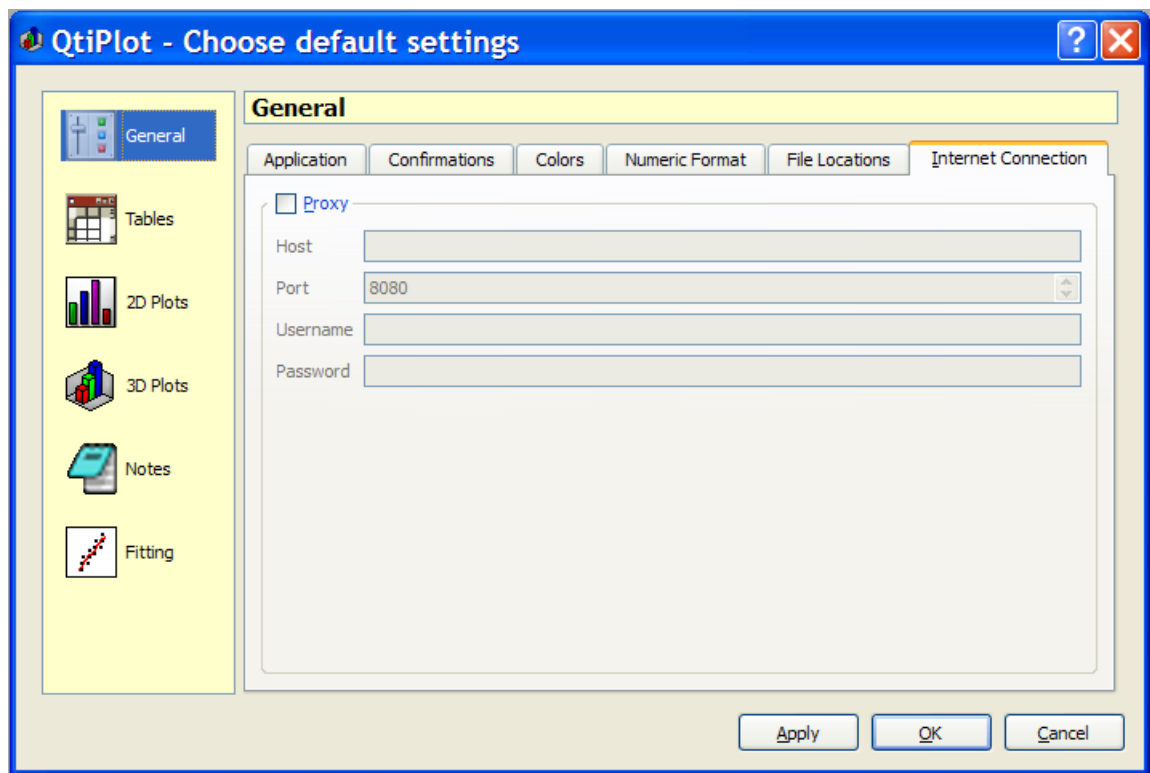 QtiPlot - Choose default settings
General
Tables
2D Plots
3D Plots
Notes
Fitting
General
Application Confirmations Colors Numeric Format File Locations Internet Connection
Proxy
Host
Port 8080
Username
Password
Apply OK Cancel